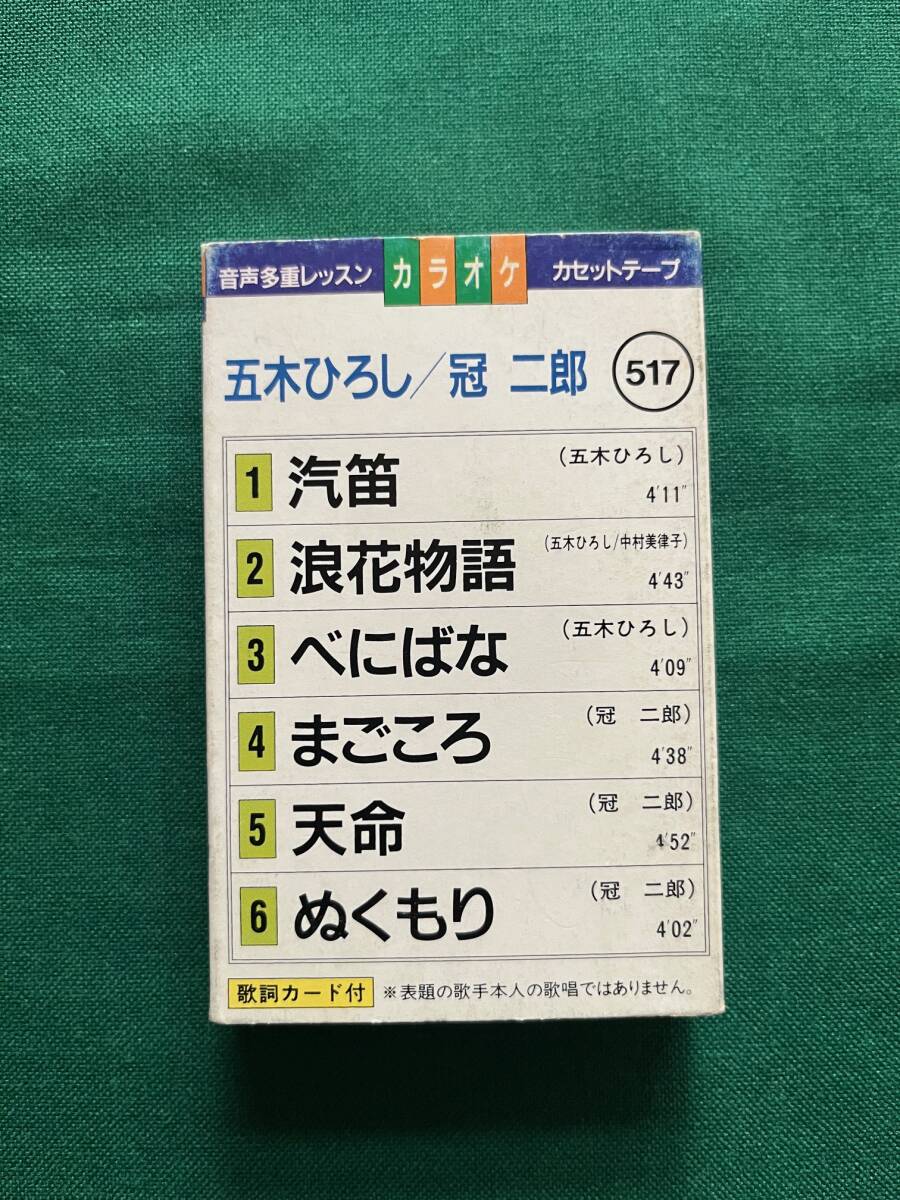 音声多重レッスン カラオケ カセットテープ
五木ひろし/冠 二郎 517
1 汽笛 (五木ひろし) 4'11"
2 浪花物語 (五木ひろし/中村美律子) 4'43"
3 べにばな (五木ひろし) 4'09"
4 まごころ (冠 二郎) 4'38"
5 天命 (冠 二郎) 4'52"
6 ぬくもり (冠 二郎) 4'02"
歌詞カード付 ※表題の歌手本人の歌唱ではありません。